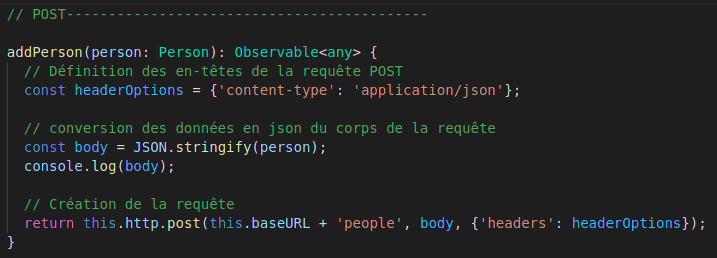 // POST-------------------------------------------
addPerson(person: Person): Observable<any> {
// Définition des en-têtes de la requête POST
const headerOptions = {'content-type': 'application/json'};
// conversion des données en json du corps de la requête
const body = JSON.stringify(person);
console.log(body);
// Création de la requête
return this.http.post(this.baseURL + 'people', body, {'headers': headerOptions});
}